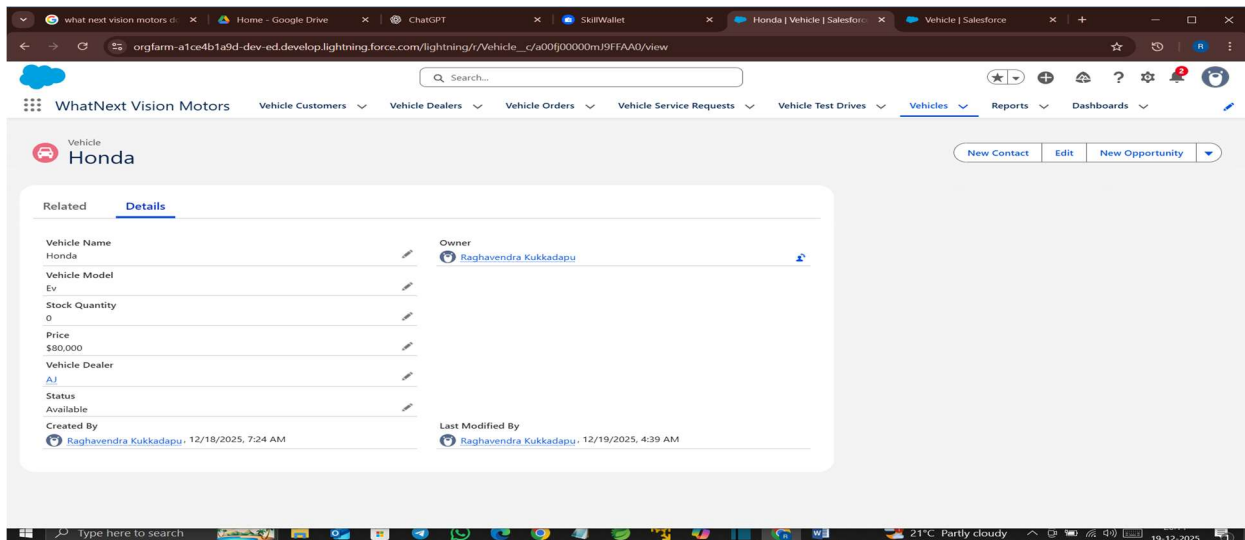 what next vision motors d
Home - Google Drive
ChatGPT
SkillWallet
Honda | Vehicle | Salesforc
Vehicle | Salesforce
orgfarm-a1ce4b1a9d-dev-ed.develop.lightning.force.com/lightning/r/Vehicle__c/a00fj00000mJ9FFAA0/view
R
Search...
2
WhatNext Vision Motors
Vehicle Customers
Vehicle Dealers
Vehicle Orders
Vehicle Service Requests
Vehicle Test Drives
Vehicles
Reports
Dashboards
Vehicle
Honda
New Contact
Edit
New Opportunity
Related
Details
Vehicle Name
Honda
Owner
Raghavendra Kukkadapu
Vehicle Model
Ev
Stock Quantity
0
Price
$80,000
Vehicle Dealer
AJ
Status
Available
Created By
Raghavendra Kukkadapu, 12/18/2025, 7:24 AM
Last Modified By
Raghavendra Kukkadapu, 12/19/2025, 4:39 AM
Type here to search
21°C Partly cloudy
19-12-2025